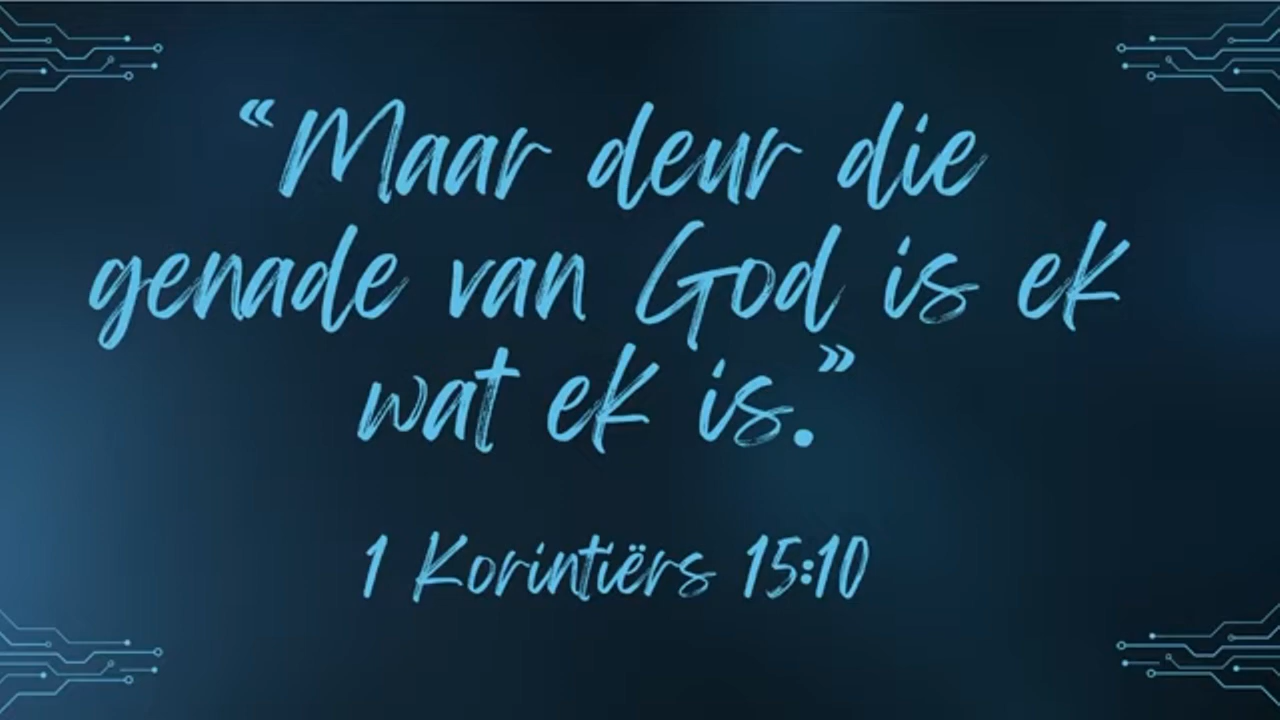 “Maar deur die
genade van God is ek
wat ek is.”
1 Korintiërs 15:10